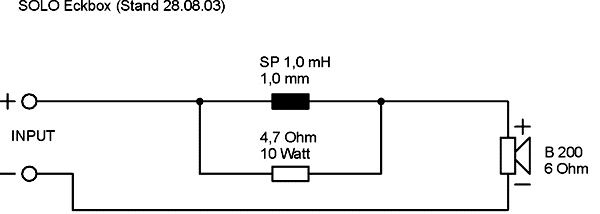 SOLO Eckbox (Stand 28.08.03)
SP 1,0 mH
1,0 mm
+
INPUT
4,7 Ohm
10 Watt
+
B 200
6 Ohm
−
−